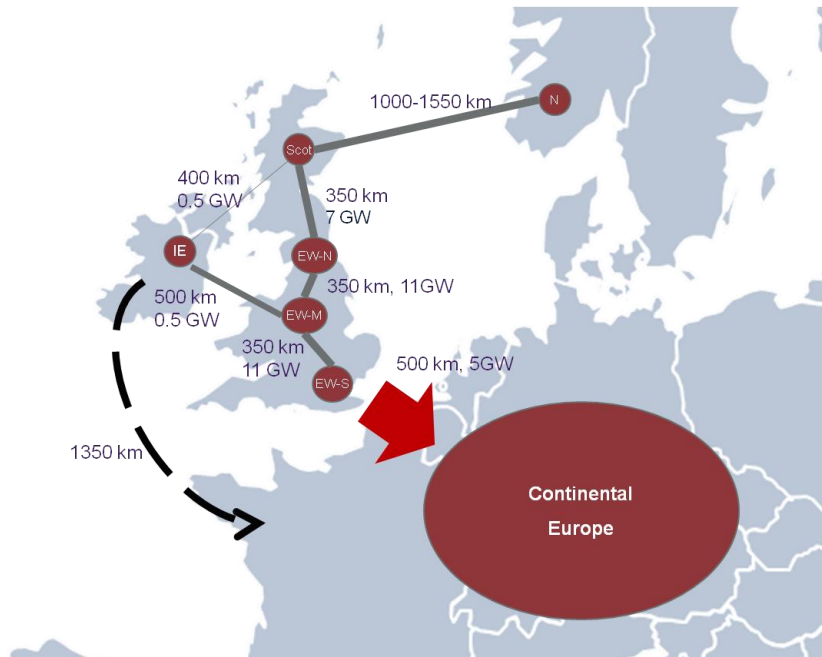 1000-1550 km
N
Scot
400 km
0.5 GW
350 km
7 GW
IE
EW-N
350 km, 11GW
500 km
0.5 GW
EW-M
350 km
11 GW
500 km, 5GW
EW-S
1350 km
Continental
Europe